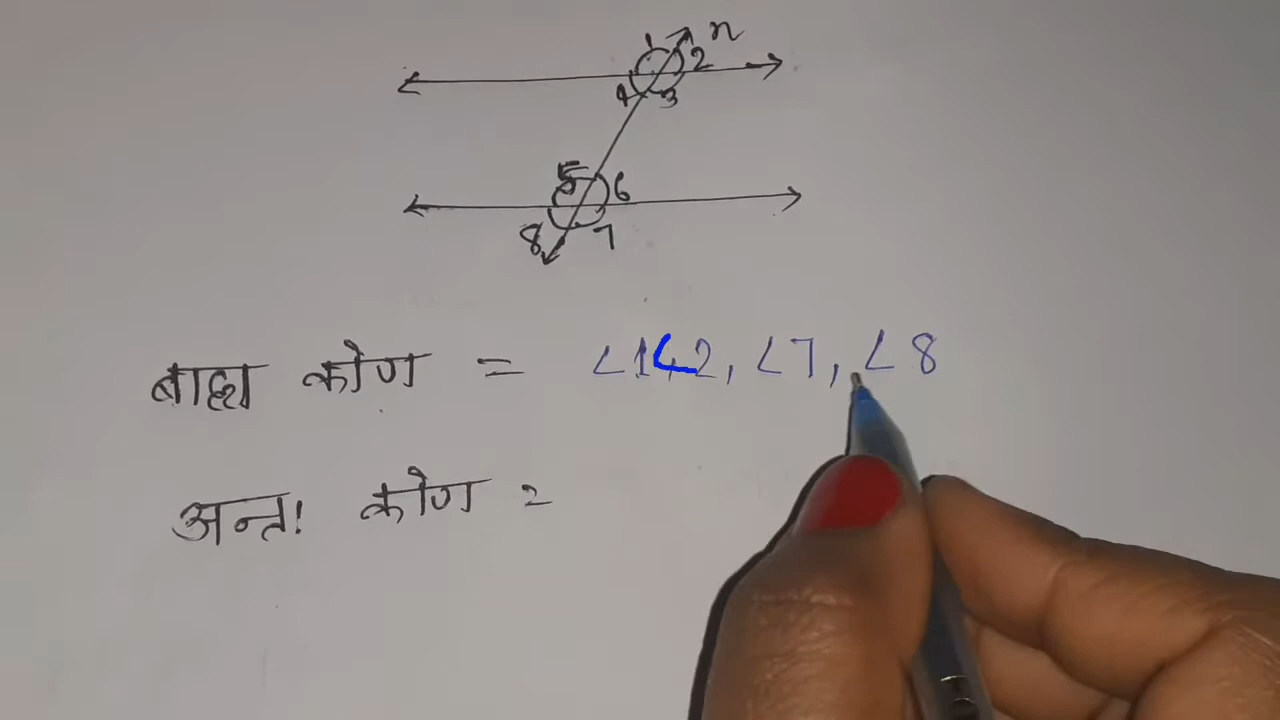 n
1 2
4 3
5 6
8 7
बाह्य कोण = ∠1∠2, ∠7, ∠8
अन्तः कोण =